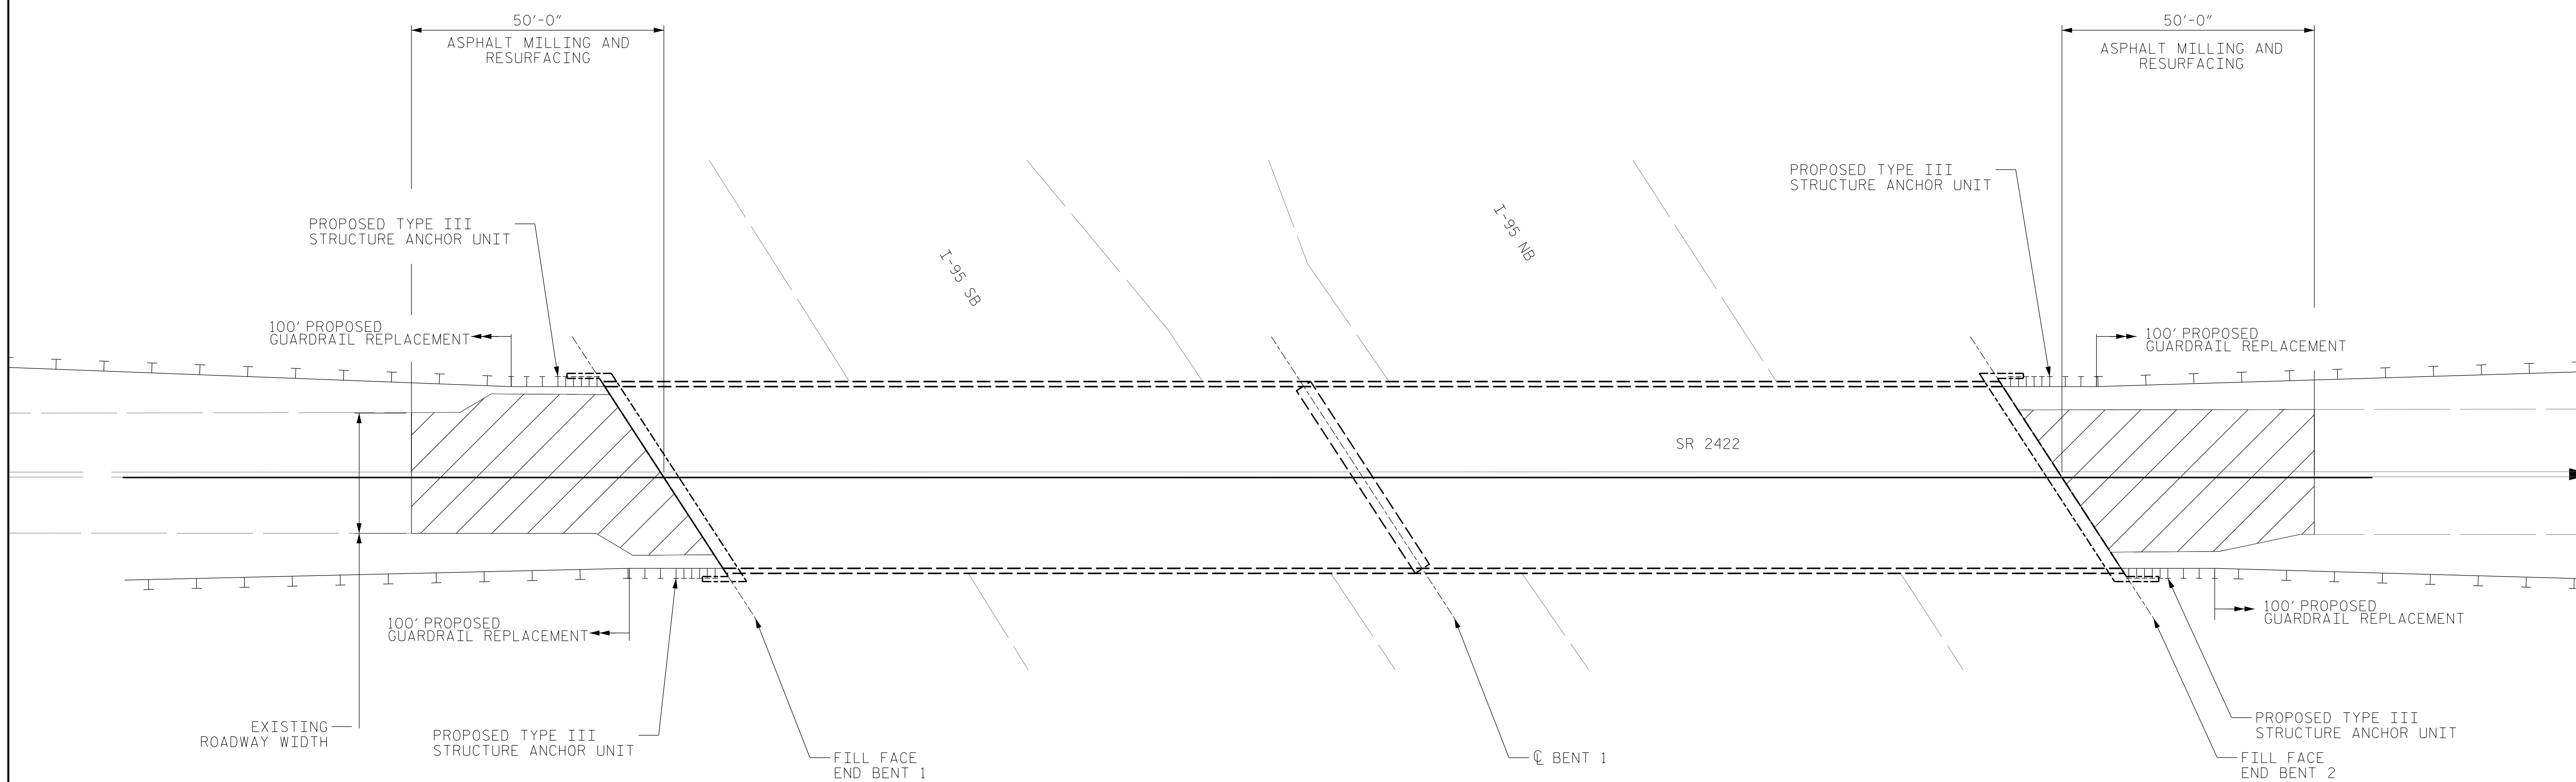 50'-0"
ASPHALT MILLING AND
RESURFACING
50'-0"
ASPHALT MILLING AND
RESURFACING
PROPOSED TYPE III
STRUCTURE ANCHOR UNIT
PROPOSED TYPE III
STRUCTURE ANCHOR UNIT
I-95 SB
I-95 NB
100' PROPOSED
GUARDRAIL REPLACEMENT
100' PROPOSED
GUARDRAIL REPLACEMENT
SR 2422
100' PROPOSED
GUARDRAIL REPLACEMENT
100' PROPOSED
GUARDRAIL REPLACEMENT
EXISTING
ROADWAY WIDTH
PROPOSED TYPE III
STRUCTURE ANCHOR UNIT
FILL FACE
END BENT 1
℄ BENT 1
PROPOSED TYPE III
STRUCTURE ANCHOR UNIT
FILL FACE
END BENT 2